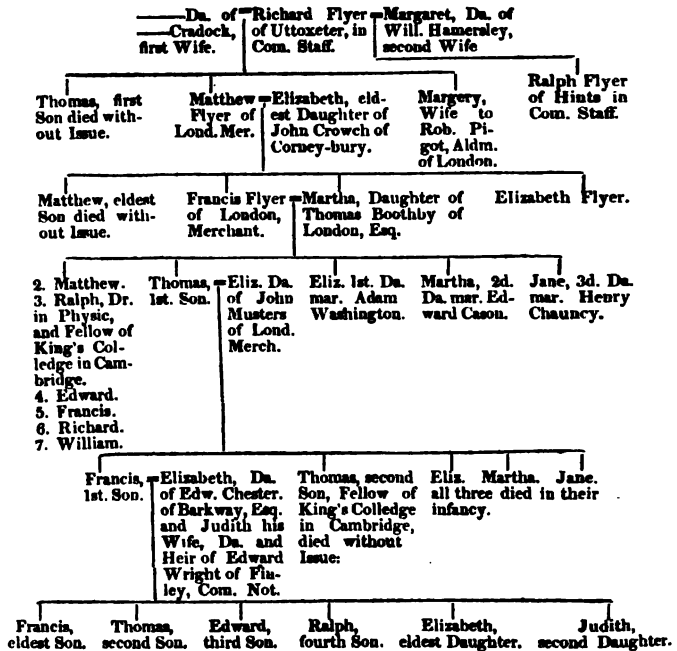 Da. of
Cradock,
first Wife.
Richard Flyer
of Uttoxeter, in
Com. Staff.
Margaret, Da. of
Will. Hamersley,
second Wife
Thomas, first
Son died with-
out Issue.
Matthew
Flyer of
Lond. Mer.
Elizabeth, eld-
est Daughter of
John Crowch of
Corney-bury.
Margery,
Wife to
Rob. Pi-
got, Aldm.
of London.
Ralph Flyer
of Hints in
Com. Staff.
Matthew, eldest
Son died with-
out Issue.
Francis Flyer
of London,
Merchant.
Martha, Daughter of
Thomas Boothby of
London, Esq.
Elizabeth Flyer.
2. Matthew.
3. Ralph, Dr.
in Physic,
and Fellow of
King's Col-
ledge in Cam-
bridge.
4. Edward.
5. Francis.
6. Richard.
7. William.
Thomas,
1st. Son.
Eliz. Da.
of John
Musters
of Lond.
Merch.
Eliz. 1st. Da.
mar. Adam
Washington.
Martha, 2d.
Da. mar. Ed-
ward Cason.
Jane, 3d. Da.
mar. Henry
Chauncy.
Francis,
1st. Son.
Elizabeth, Da.
of Edw. Chester.
of Barkway, Esq.
and Judith his
Wife, Da. and
Heir of Edward
Wright of Fin-
ley, Com. Not.
Thomas, second
Son, Fellow of
King's Colledge
in Cambridge,
died without
Issue:
Eliz. Martha. Jane.
all three died in their
infancy.
Francis,
eldest Son.
Thomas,
second Son.
Edward,
third Son.
Ralph,
fourth Son.
Elizabeth,
eldest Daughter.
Judith,
second Daughter.